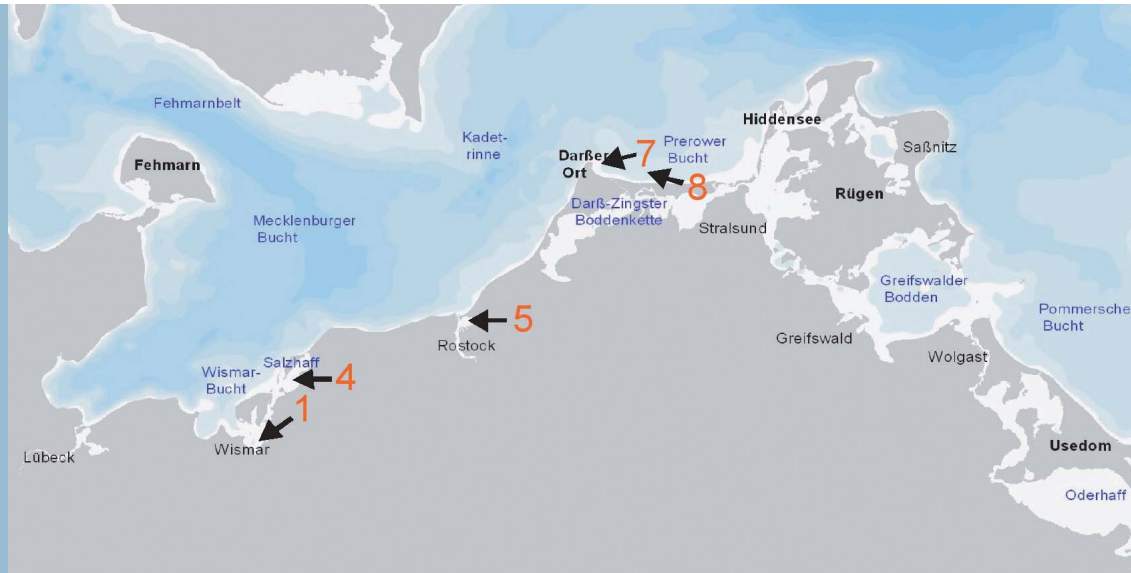 Fehmarnbelt
Fehmarn
Mecklenburger
Bucht
Kadet-
rinne
Darßer
Ort
7
8
Prerower
Bucht
Hiddensee
Saßnitz
Rügen
Darß-Zingster
Boddenkette
Stralsund
Greifswalder
Bodden
Pommersche
Bucht
5
Rostock
Greifswald
Wolgast
Salzhaff
Wismar-
Bucht
4
1
Wismar
Lübeck
Usedom
Oderhaff